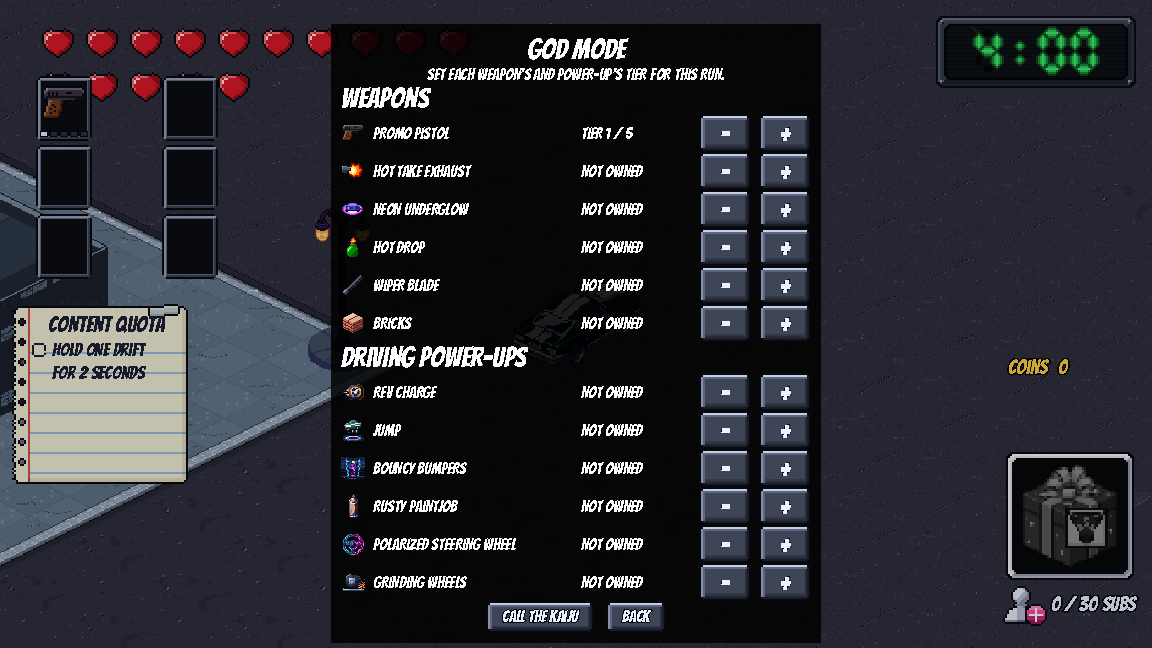 GOD MODE
SET EACH WEAPON'S AND POWER-UP'S TIER FOR THIS RUN.
4:00
WEAPONS
PROMO PISTOL TIER 1 / 5 - +
HOT TAKE EXHAUST NOT OWNED - +
NEON UNDERGLOW NOT OWNED - +
HOT DROP NOT OWNED - +
WIPER BLADE NOT OWNED - +
BRICKS NOT OWNED - +
DRIVING POWER-UPS
REV CHARGE NOT OWNED - +
JUMP NOT OWNED - +
BOUNCY BUMPERS NOT OWNED - +
RUSTY PAINTJOB NOT OWNED - +
POLARIZED STEERING WHEEL NOT OWNED - +
GRINDING WHEELS NOT OWNED - +
CALL THE KAIJU
BACK
CONTENT QUOTA
HOLD ONE DRIFT
FOR 2 SECONDS
COINS 0
0 / 30 SUBS